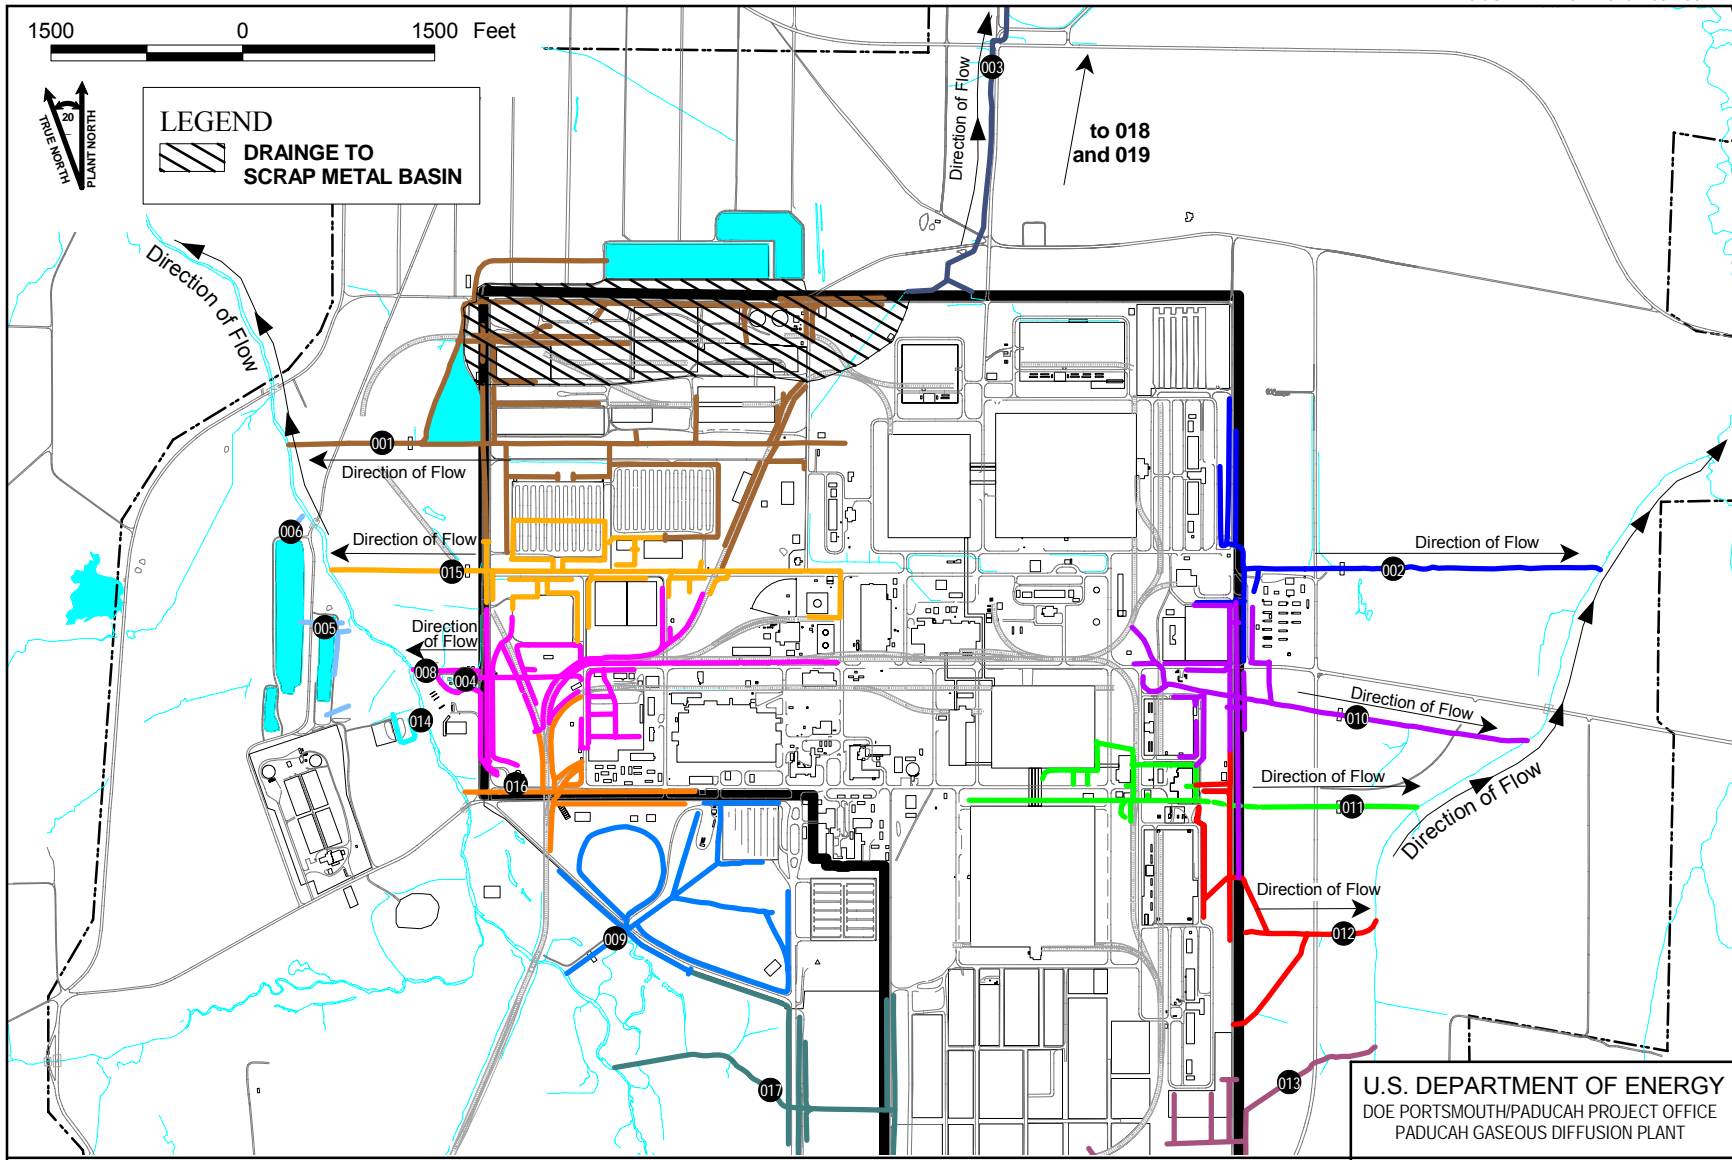 1500 0 1500 Feet
TRUE NORTH
20
PLANT NORTH
LEGEND
DRAINGE TO
SCRAP METAL BASIN
003
Direction of Flow
to 018
and 019
Direction of Flow
001
Direction of Flow
006
Direction of Flow
015
Direction of Flow
002
005
Direction
of Flow
008
004
014
Direction of Flow
010
016
Direction of Flow
011
Direction of Flow
Direction of Flow
012
009
017
013
U.S. DEPARTMENT OF ENERGY
DOE PORTSMOUTH/PADUCAH PROJECT OFFICE
PADUCAH GASEOUS DIFFUSION PLANT